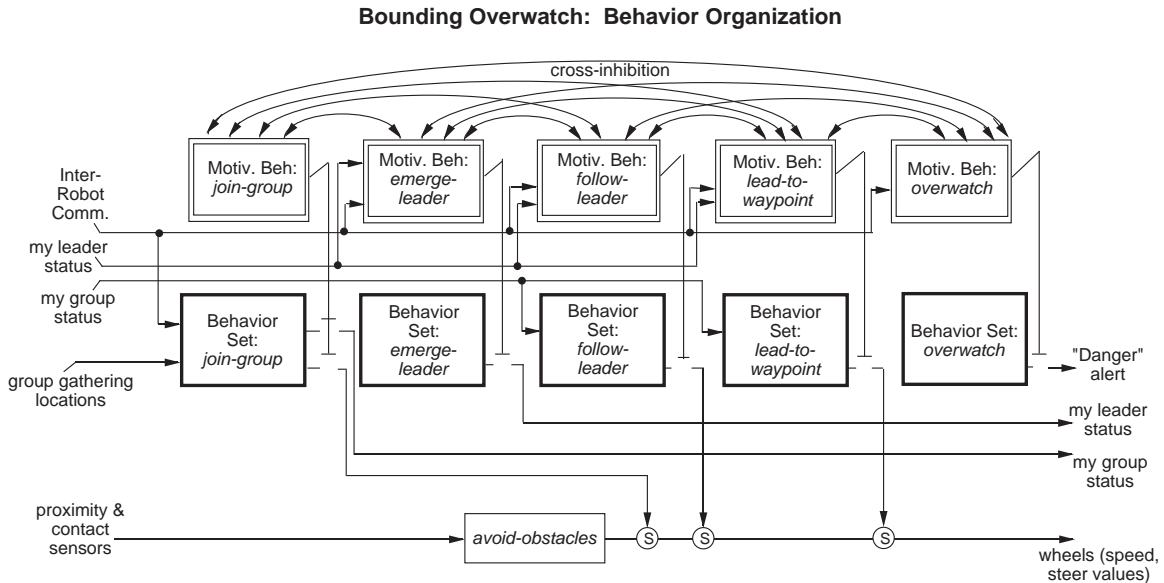 Bounding Overwatch:  Behavior Organization
cross-inhibition
Motiv. Beh:
join-group
Motiv. Beh:
emerge-
leader
Motiv. Beh:
follow-
leader
Motiv. Beh:
lead-to-
waypoint
Motiv. Beh:
overwatch
Inter-
Robot
Comm.
my leader
status
my group
status
group gathering
locations
Behavior
Set:
join-group
Behavior
Set:
emerge-
leader
Behavior
Set:
follow-
leader
Behavior
Set:
lead-to-
waypoint
Behavior Set:
overwatch
"Danger"
alert
my leader
status
my group
status
proximity &
contact
sensors
avoid-obstacles
S
S
S
wheels (speed,
steer values)